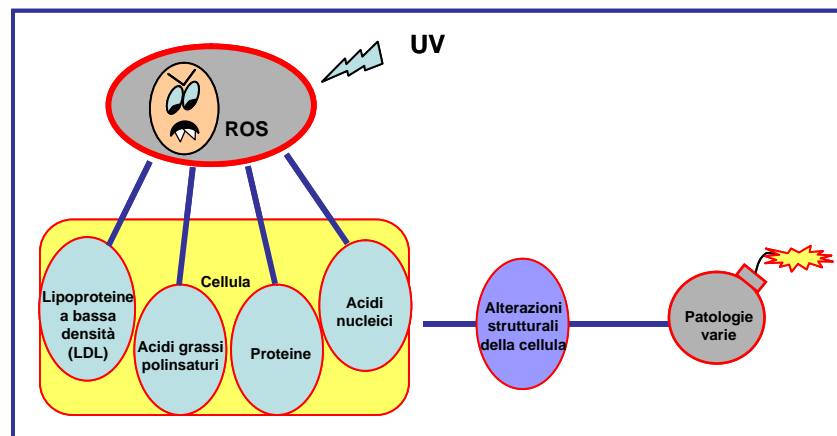 UV
ROS
Cellula
Lipoproteine
a bassa
densità
(LDL)
Acidi grassi
polinsaturi
Proteine
Acidi
nucleici
Alterazioni
strutturali
della cellula
Patologie
varie